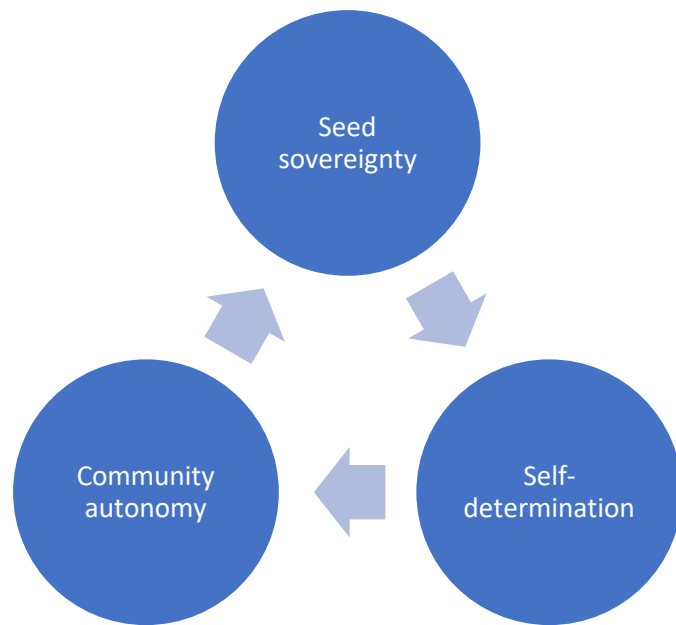 Seed
sovereignty
Community
autonomy
Self-
determination